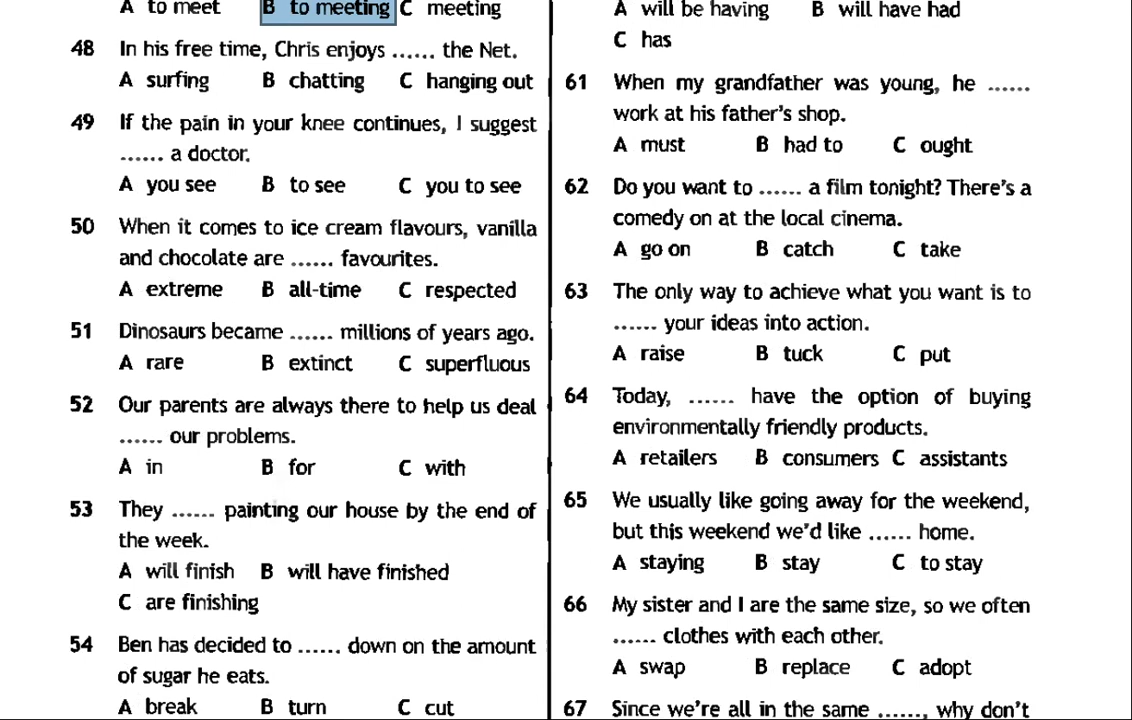 A to meet B to meeting C meeting
48 In his free time, Chris enjoys ...... the Net.
A surfing B chatting C hanging out
49 If the pain in your knee continues, I suggest
...... a doctor.
A you see B to see C you to see
50 When it comes to ice cream flavours, vanilla
and chocolate are ...... favourites.
A extreme B all-time C respected
51 Dinosaurs became ...... millions of years ago.
A rare B extinct C superfluous
52 Our parents are always there to help us deal
...... our problems.
A in B for C with
53 They ...... painting our house by the end of
the week.
A will finish B will have finished
C are finishing
54 Ben has decided to ...... down on the amount
of sugar he eats.
A break B turn C cut
A will be having B will have had
C has
61 When my grandfather was young, he ......
work at his father's shop.
A must B had to C ought
62 Do you want to ...... a film tonight? There's a
comedy on at the local cinema.
A go on B catch C take
63 The only way to achieve what you want is to
...... your ideas into action.
A raise B tuck C put
64 Today, ...... have the option of buying
environmentally friendly products.
A retailers B consumers C assistants
65 We usually like going away for the weekend,
but this weekend we'd like ...... home.
A staying B stay C to stay
66 My sister and I are the same size, so we often
...... clothes with each other.
A swap B replace C adopt
67 Since we're all in the same ......, why don't